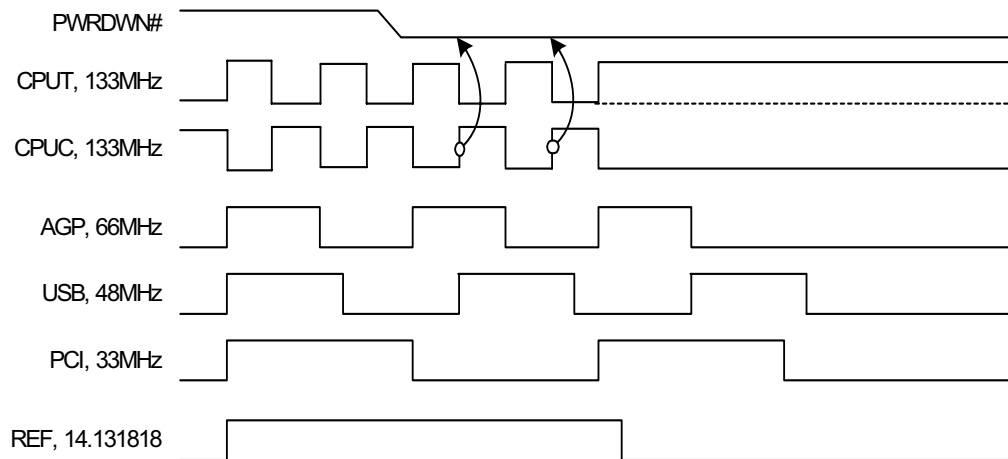 PWRDWN#
CPUT, 133MHz
CPUC, 133MHz
AGP, 66MHz
USB, 48MHz
PCI, 33MHz
REF, 14.131818